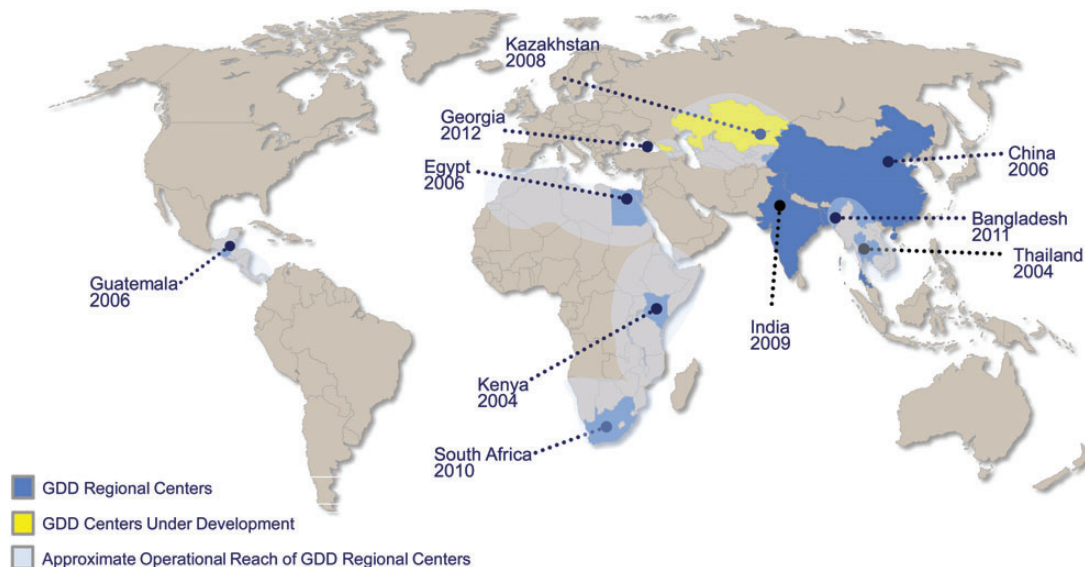 Kazakhstan
2008
Georgia
2012
Egypt
2006
China
2006
Bangladesh
2011
Thailand
2004
Guatemala
2006
India
2009
Kenya
2004
South Africa
2010
GDD Regional Centers
GDD Centers Under Development
Approximate Operational Reach of GDD Regional Centers